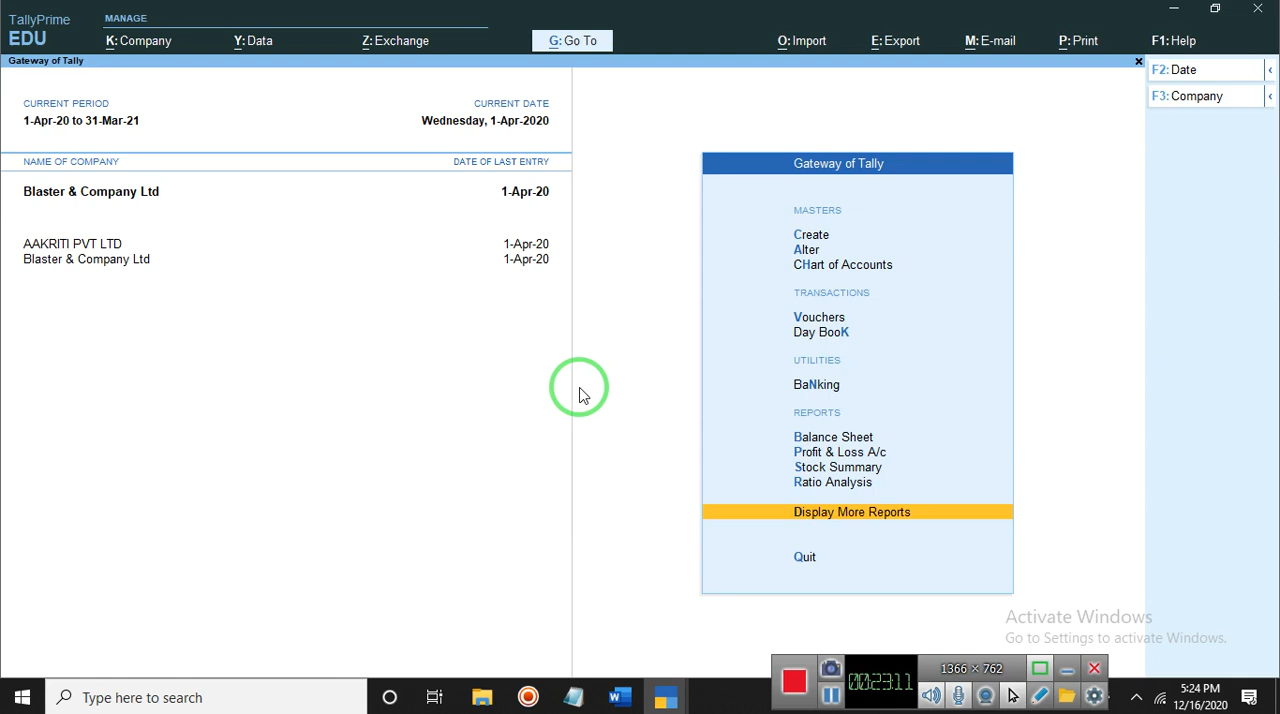 TallyPrime
EDU
MANAGE
K: Company
Y: Data
Z: Exchange
G: Go To
O: Import
E: Export
M: E-mail
P: Print
F1: Help
Gateway of Tally
F2: Date
F3: Company
CURRENT PERIOD
CURRENT DATE
1-Apr-20 to 31-Mar-21
Wednesday, 1-Apr-2020
NAME OF COMPANY
DATE OF LAST ENTRY
Blaster & Company Ltd
1-Apr-20
AAKRITI PVT LTD
1-Apr-20
Blaster & Company Ltd
1-Apr-20
Gateway of Tally
MASTERS
Create
Alter
CHart of Accounts
TRANSACTIONS
Vouchers
Day BooK
UTILITIES
BaNking
REPORTS
Balance Sheet
Profit & Loss A/c
Stock Summary
Ratio Analysis
Display More Reports
Quit
Activate Windows
Go to Settings to activate Windows.
1366 × 762
00:23:11
Type here to search
5:24 PM
12/16/2020